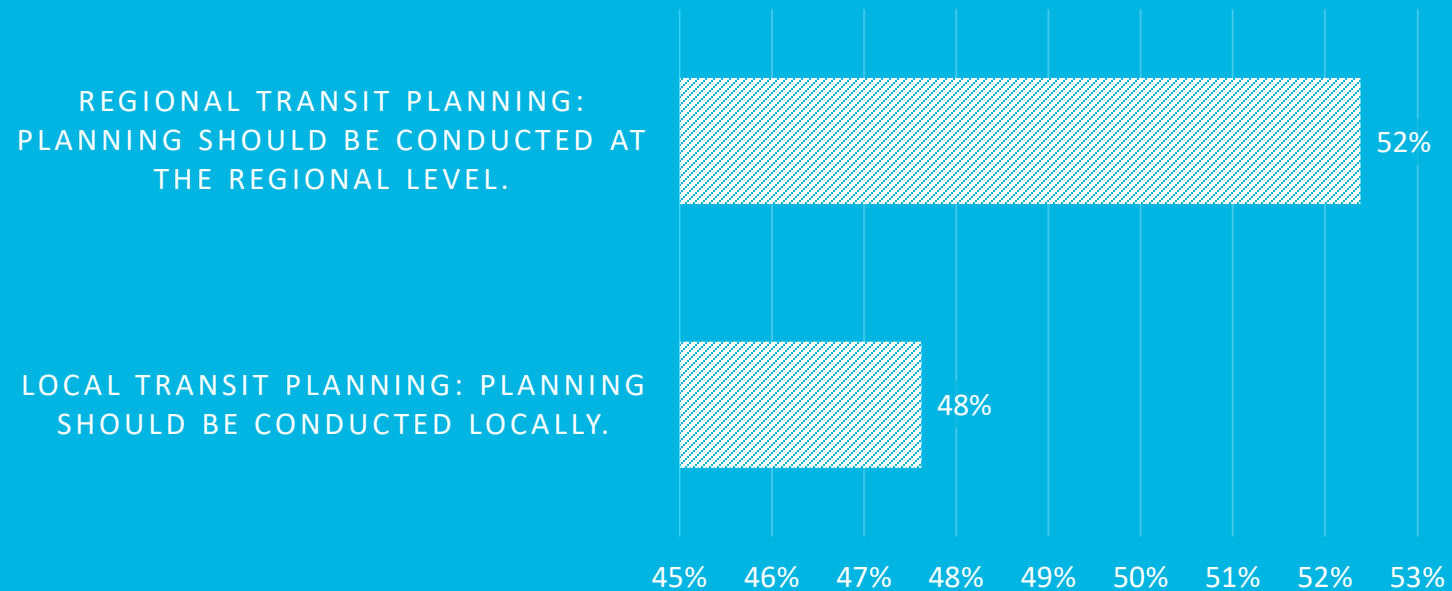 REGIONAL TRANSIT PLANNING:
PLANNING SHOULD BE CONDUCTED AT
THE REGIONAL LEVEL.
52%
LOCAL TRANSIT PLANNING: PLANNING
SHOULD BE CONDUCTED LOCALLY.
48%
45% 46% 47% 48% 49% 50% 51% 52% 53%